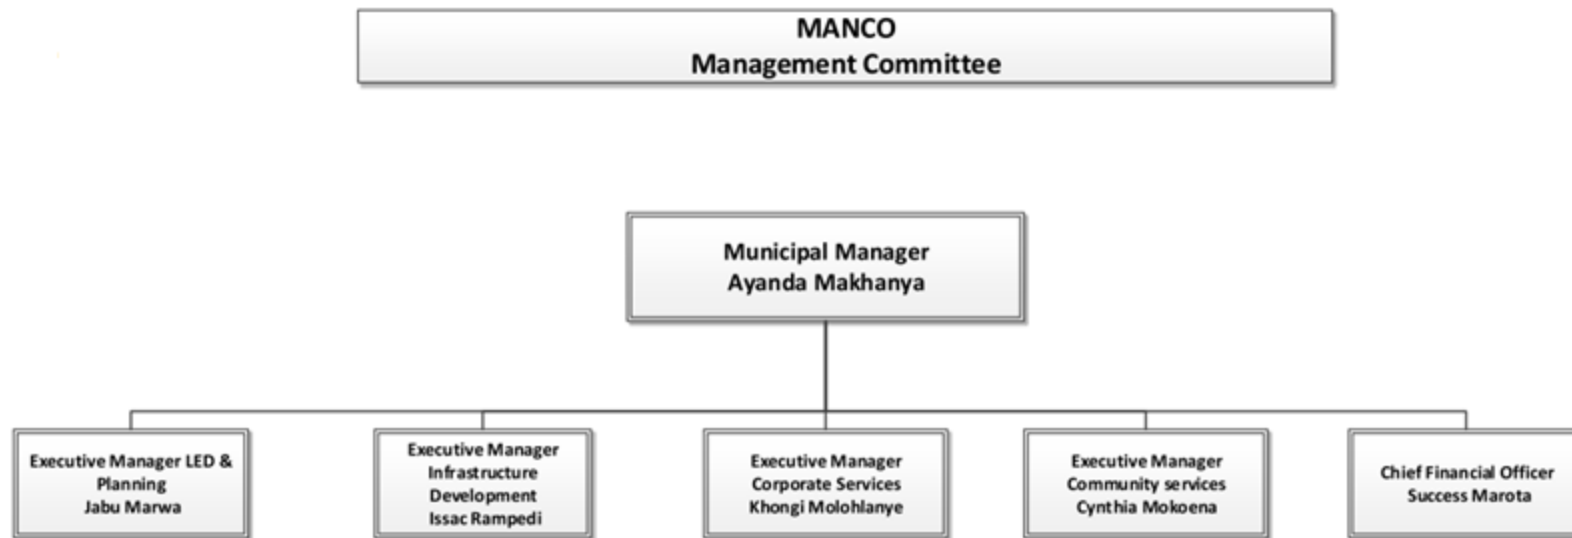 MANCO
Management Committee
Municipal Manager
Ayanda Makhanya
Executive Manager LED &
Planning
Jabu Marwa
Executive Manager
Infrastructure
Development
Issac Rampedi
Executive Manager
Corporate Services
Khongi Molohlanye
Executive Manager
Community services
Cynthia Mokoena
Chief Financial Officer
Success Marota